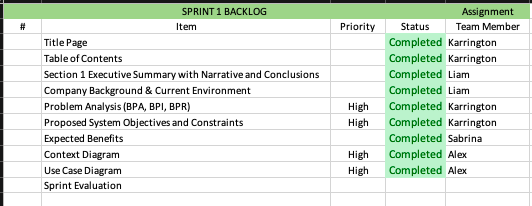 SPRINT 1 BACKLOG Assignment
# Item Priority Status Team Member
Title Page Completed Karrington
Table of Contents Completed Karrington
Section 1 Executive Summary with Narrative and Conclusions Completed Liam
Company Background & Current Environment Completed Liam
Problem Analysis (BPA, BPI, BPR) High Completed Karrington
Proposed System Objectives and Constraints High Completed Karrington
Expected Benefits Completed Sabrina
Context Diagram High Completed Alex
Use Case Diagram High Completed Alex
Sprint Evaluation